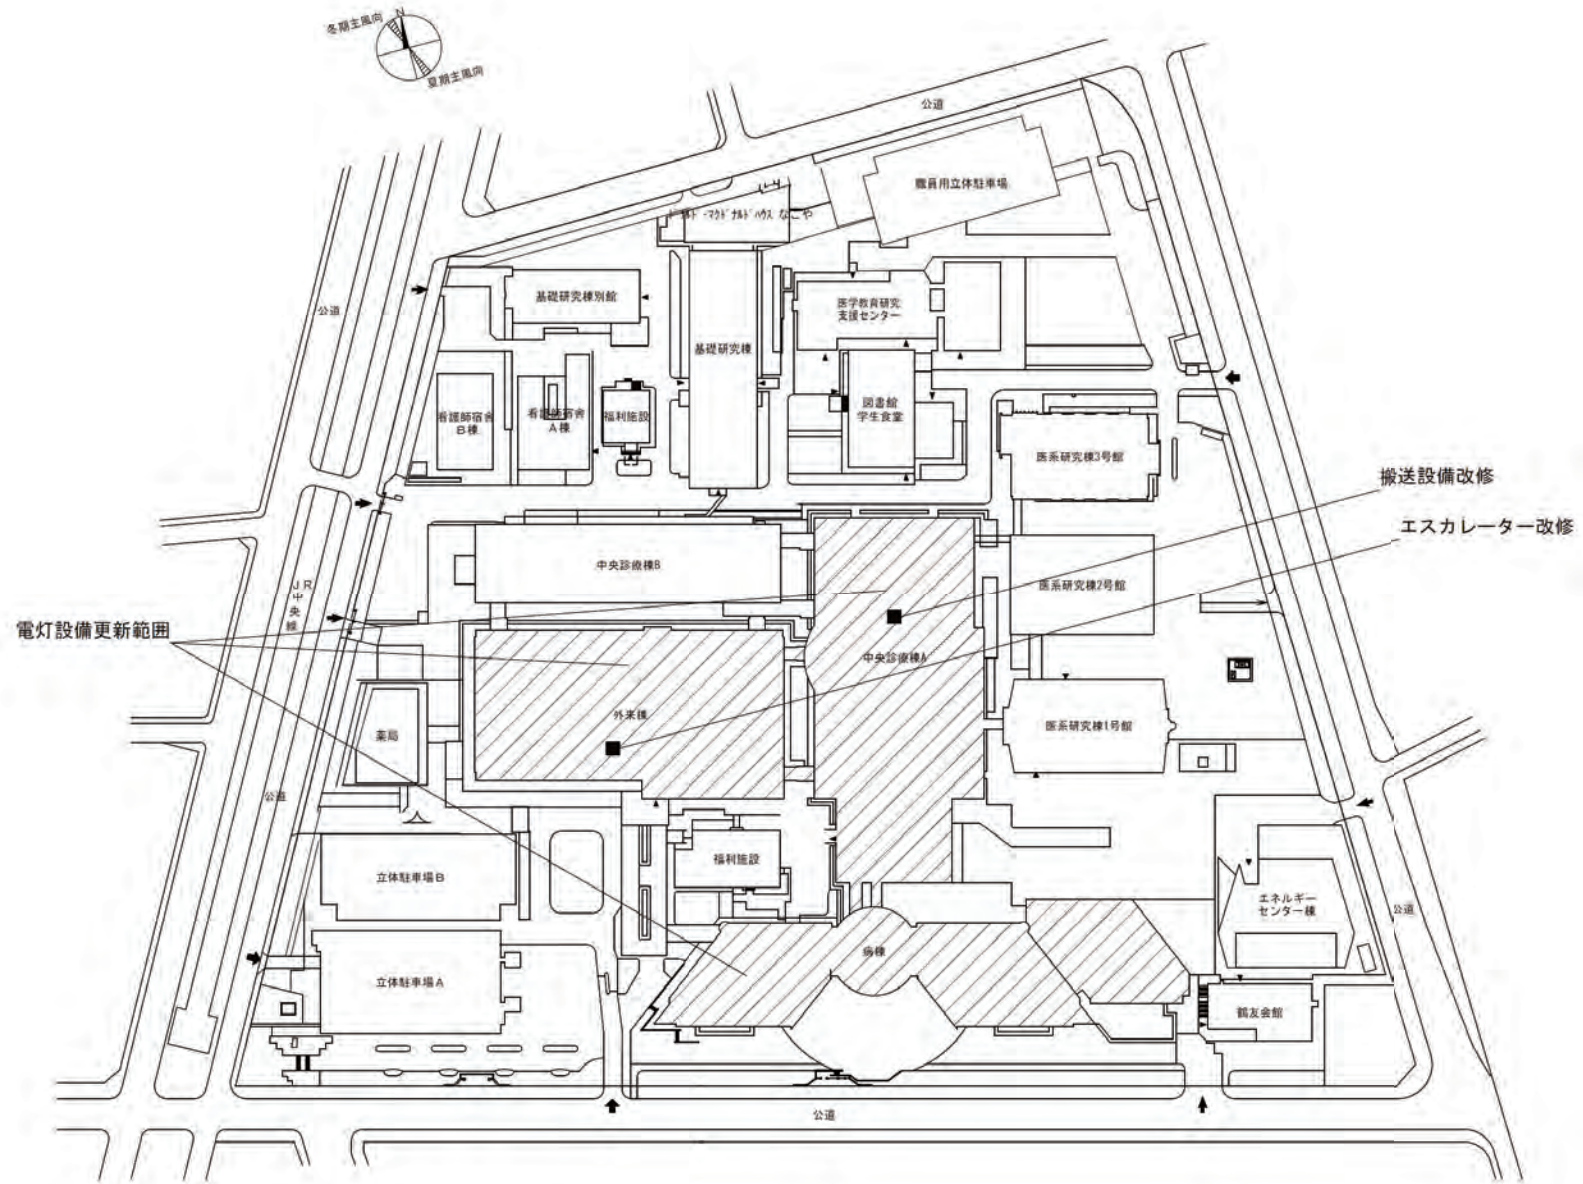 N
冬期主風向
夏期主風向
公道
職員用立体駐車場
ﾄﾞﾅﾙﾄﾞ･ﾏｸﾄﾞﾅﾙﾄﾞﾊｳｽ なごや
基礎研究棟別館
公道
医学教育研究
支援センター
基礎研究棟
看護師宿舎
B棟
看護師宿舎
A棟
福利施設
図書館
学生食堂
医系研究棟3号館
搬送設備改修
エスカレーター改修
中央診療棟B
医系研究棟2号館
JR
中央線
電灯設備更新範囲
中央診療棟A
外来棟
薬局
医系研究棟1号館
公道
福利施設
立体駐車場B
エネルギー
センター棟
公道
病棟
立体駐車場A
鶴友会館
公道